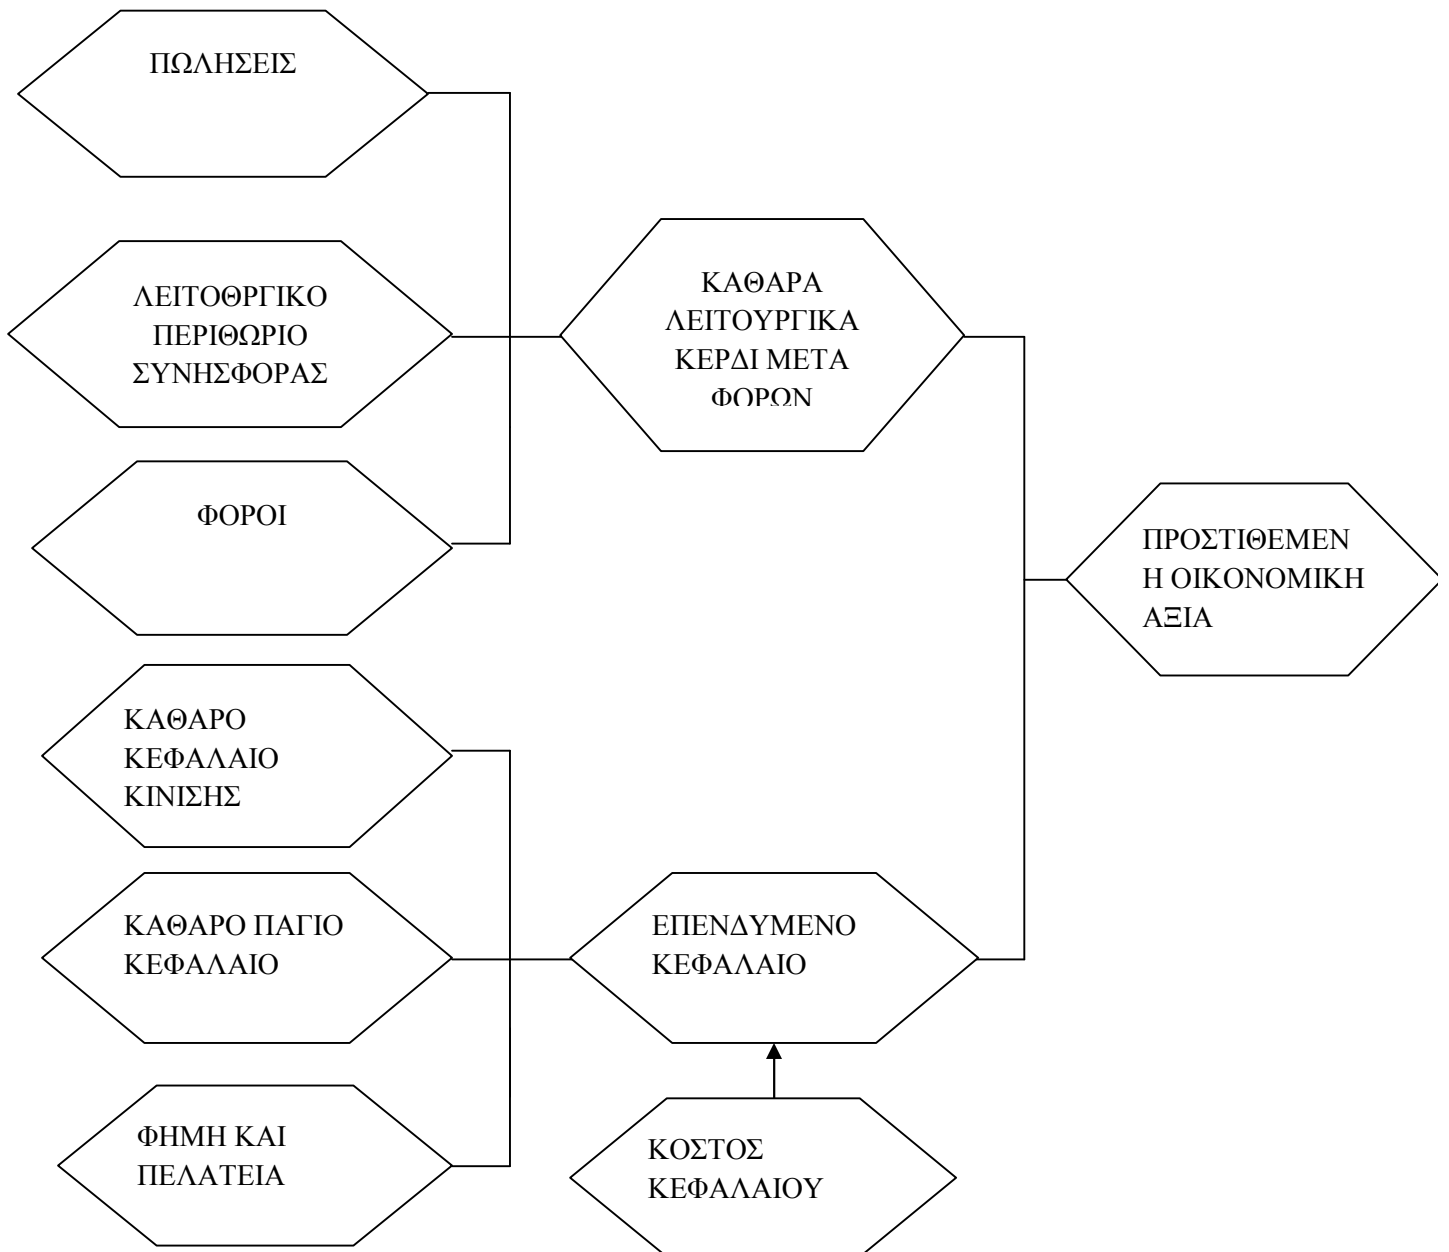 ΠΩΛΗΣΕΙΣ
ΛΕΙΤΟΘΡΓΙΚΟ
ΠΕΡΙΘΩΡΙΟ
ΣΥΝΗΣΦΟΡΑΣ
ΦΟΡΟΙ
ΚΑΘΑΡΑ
ΛΕΙΤΟΥΡΓΙΚΑ
ΚΕΡΔΙ ΜΕΤΑ
ΦΟΡΩΝ
ΠΡΟΣΤΙΘΕΜΕΝ
Η ΟΙΚΟΝΟΜΙΚΗ
ΑΞΙΑ
ΚΑΘΑΡΟ
ΚΕΦΑΛΑΙΟ
ΚΙΝΙΣΗΣ
ΚΑΘΑΡΟ ΠΑΓΙΟ
ΚΕΦΑΛΑΙΟ
ΦΗΜΗ ΚΑΙ
ΠΕΛΑΤΕΙΑ
ΕΠΕΝΔΥΜΕΝΟ
ΚΕΦΑΛΑΙΟ
ΚΟΣΤΟΣ
ΚΕΦΑΛΑΙΟΥ